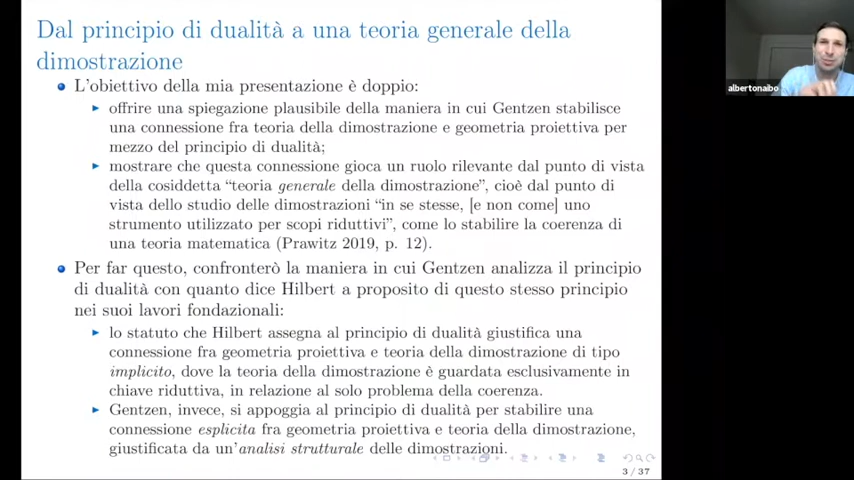 Dal principio di dualità a una teoria generale della
dimostrazione
L'obiettivo della mia presentazione è doppio:
offrire una spiegazione plausibile della maniera in cui Gentzen stabilisce
una connessione fra teoria della dimostrazione e geometria proiettiva per
mezzo del principio di dualità;
mostrare che questa connessione gioca un ruolo rilevante dal punto di vista
della cosiddetta “teoria generale della dimostrazione”, cioè dal punto di
vista dello studio delle dimostrazioni “in se stesse, [e non come] uno
strumento utilizzato per scopi riduttivi”, come lo stabilire la coerenza di
una teoria matematica (Prawitz 2019, p. 12).
Per far questo, confronterò la maniera in cui Gentzen analizza il principio
di dualità con quanto dice Hilbert a proposito di questo stesso principio
nei suoi lavori fondazionali:
lo statuto che Hilbert assegna al principio di dualità giustifica una
connessione fra geometria proiettiva e teoria della dimostrazione di tipo
implicito, dove la teoria della dimostrazione è guardata esclusivamente in
chiave riduttiva, in relazione al solo problema della coerenza.
Gentzen, invece, si appoggia al principio di dualità per stabilire una
connessione esplicita fra geometria proiettiva e teoria della dimostrazione,
giustificata da un'analisi strutturale delle dimostrazioni.
3 / 37
albertonaibo